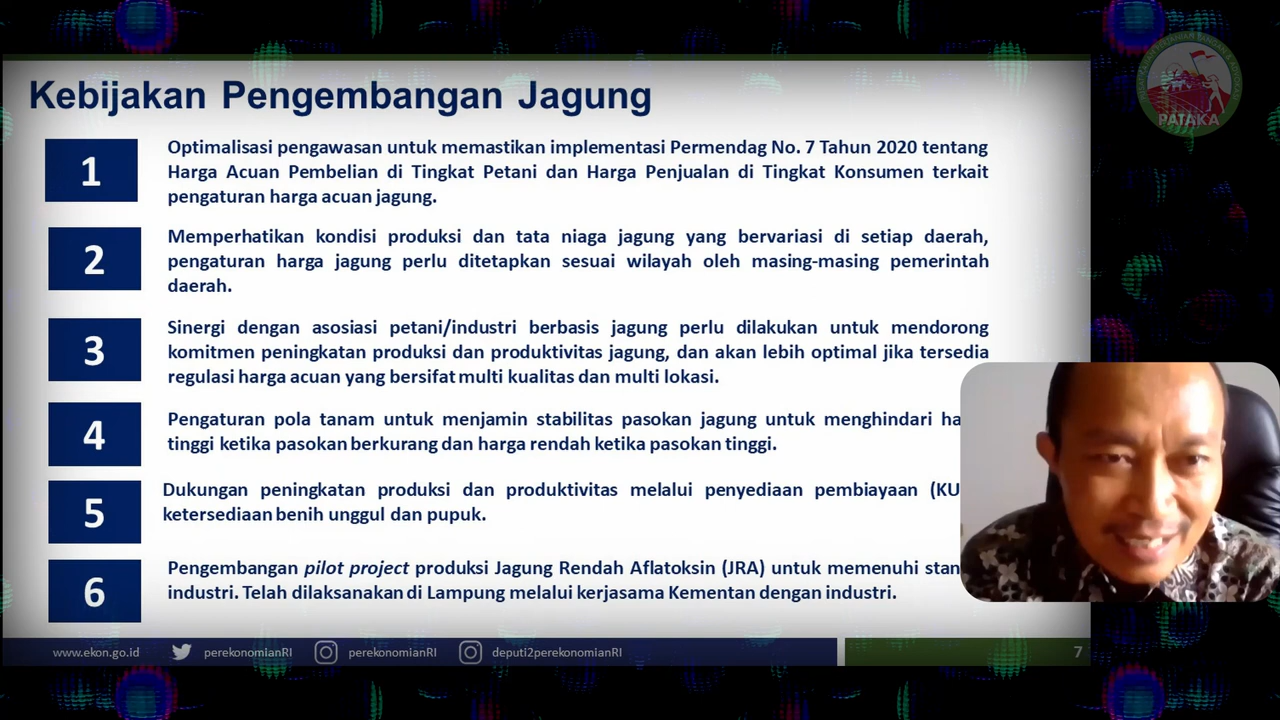 Kebijakan Pengembangan Jagung
1
Optimalisasi pengawasan untuk memastikan implementasi Permendag No. 7 Tahun 2020 tentang
Harga Acuan Pembelian di Tingkat Petani dan Harga Penjualan di Tingkat Konsumen terkait
pengaturan harga acuan jagung.
2
Memperhatikan kondisi produksi dan tata niaga jagung yang bervariasi di setiap daerah,
pengaturan harga jagung perlu ditetapkan sesuai wilayah oleh masing-masing pemerintah
daerah.
3
Sinergi dengan asosiasi petani/industri berbasis jagung perlu dilakukan untuk mendorong
komitmen peningkatan produksi dan produktivitas jagung, dan akan lebih optimal jika tersedia
regulasi harga acuan yang bersifat multi kualitas dan multi lokasi.
4
Pengaturan pola tanam untuk menjamin stabilitas pasokan jagung untuk menghindari ha
tinggi ketika pasokan berkurang dan harga rendah ketika pasokan tinggi.
5
Dukungan peningkatan produksi dan produktivitas melalui penyediaan pembiayaan (KU
ketersediaan benih unggul dan pupuk.
6
Pengembangan pilot project produksi Jagung Rendah Aflatoksin (JRA) untuk memenuhi stan
industri. Telah dilaksanakan di Lampung melalui kerjasama Kementan dengan industri.
www.ekon.go.id perekonomianRI perekonomianRI deputi2perekonomianRI
7
PATAKA